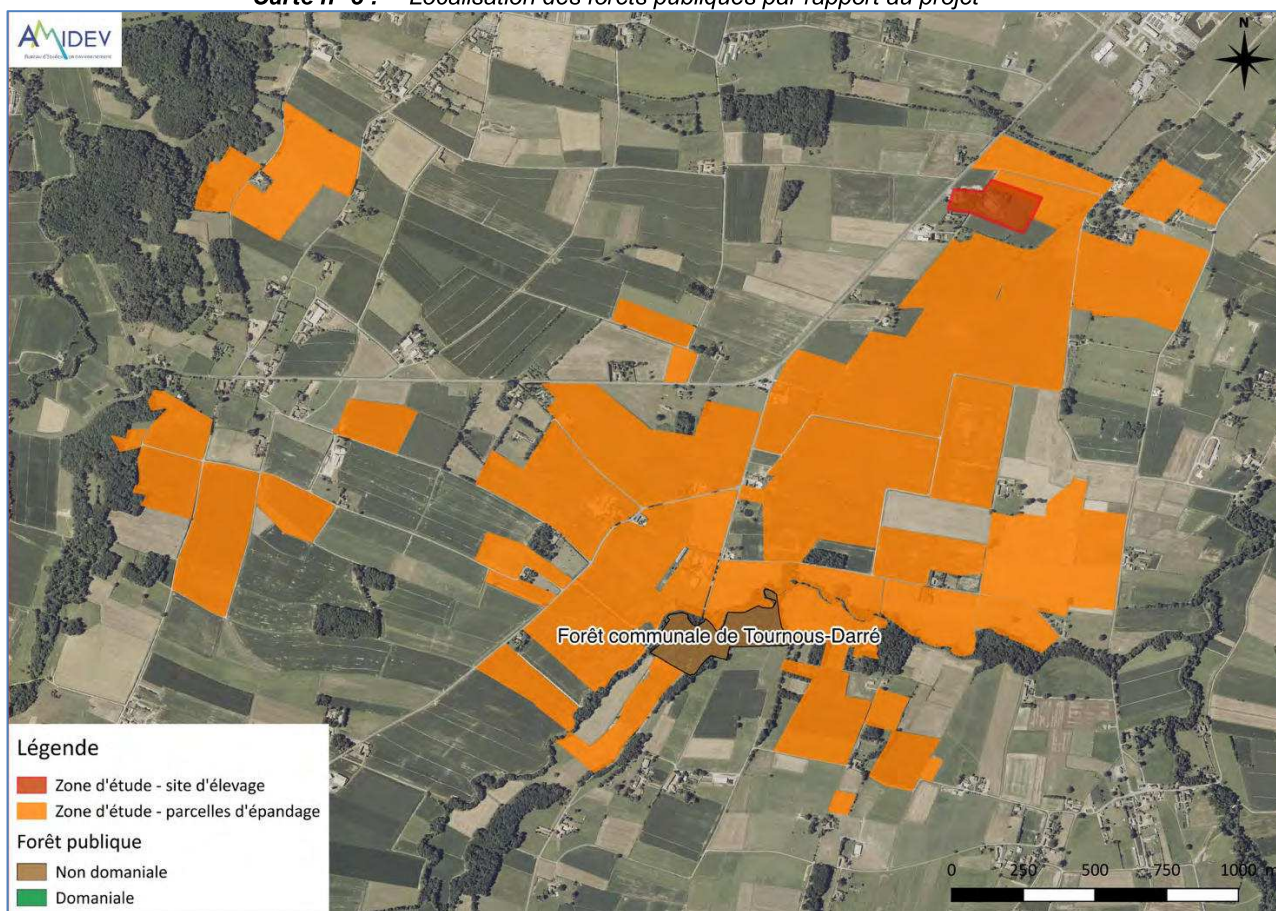 Localisation des forêts publiques par rapport au projet
AMIDEV
N
Forêt communale de Tournous-Darré
Légende
Zone d'étude - site d'élevage
Zone d'étude - parcelles d'épandage
Forêt publique
Non domaniale
Domaniale
0 250 500 750 1000 m